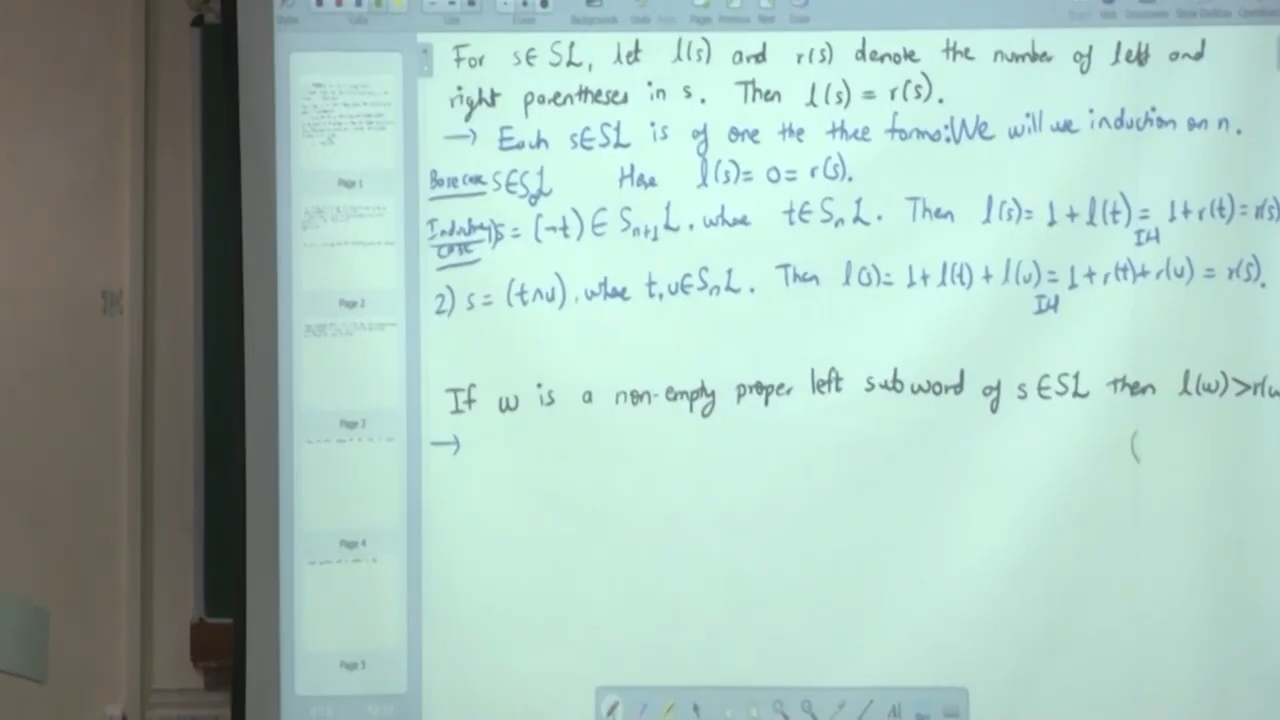 For s∈SL, let l(s) and r(s) denote the number of left and
right parentheses in s. Then l(s) = r(s).
→ Each s∈SL is of one the three forms: We will use induction on n.
Base case s∈S₀L Here l(s)= 0 = r(s).
Inductive case 1) s = (¬t) ∈ Sₙ₊₁L, where t∈SₙL. Then l(s)= 1 + l(t) = 1+r(t) = r(s)
IH
2) s = (t∧u), where t,u∈SₙL. Then l(s)= 1+ l(t) + l(u) = 1+r(t)+r(u) = r(s).
IH
If w is a non-empty proper left subword of s∈SL then l(w)>r(w
→ (
Page 1
Page 2
Page 3
Page 4
Page 5